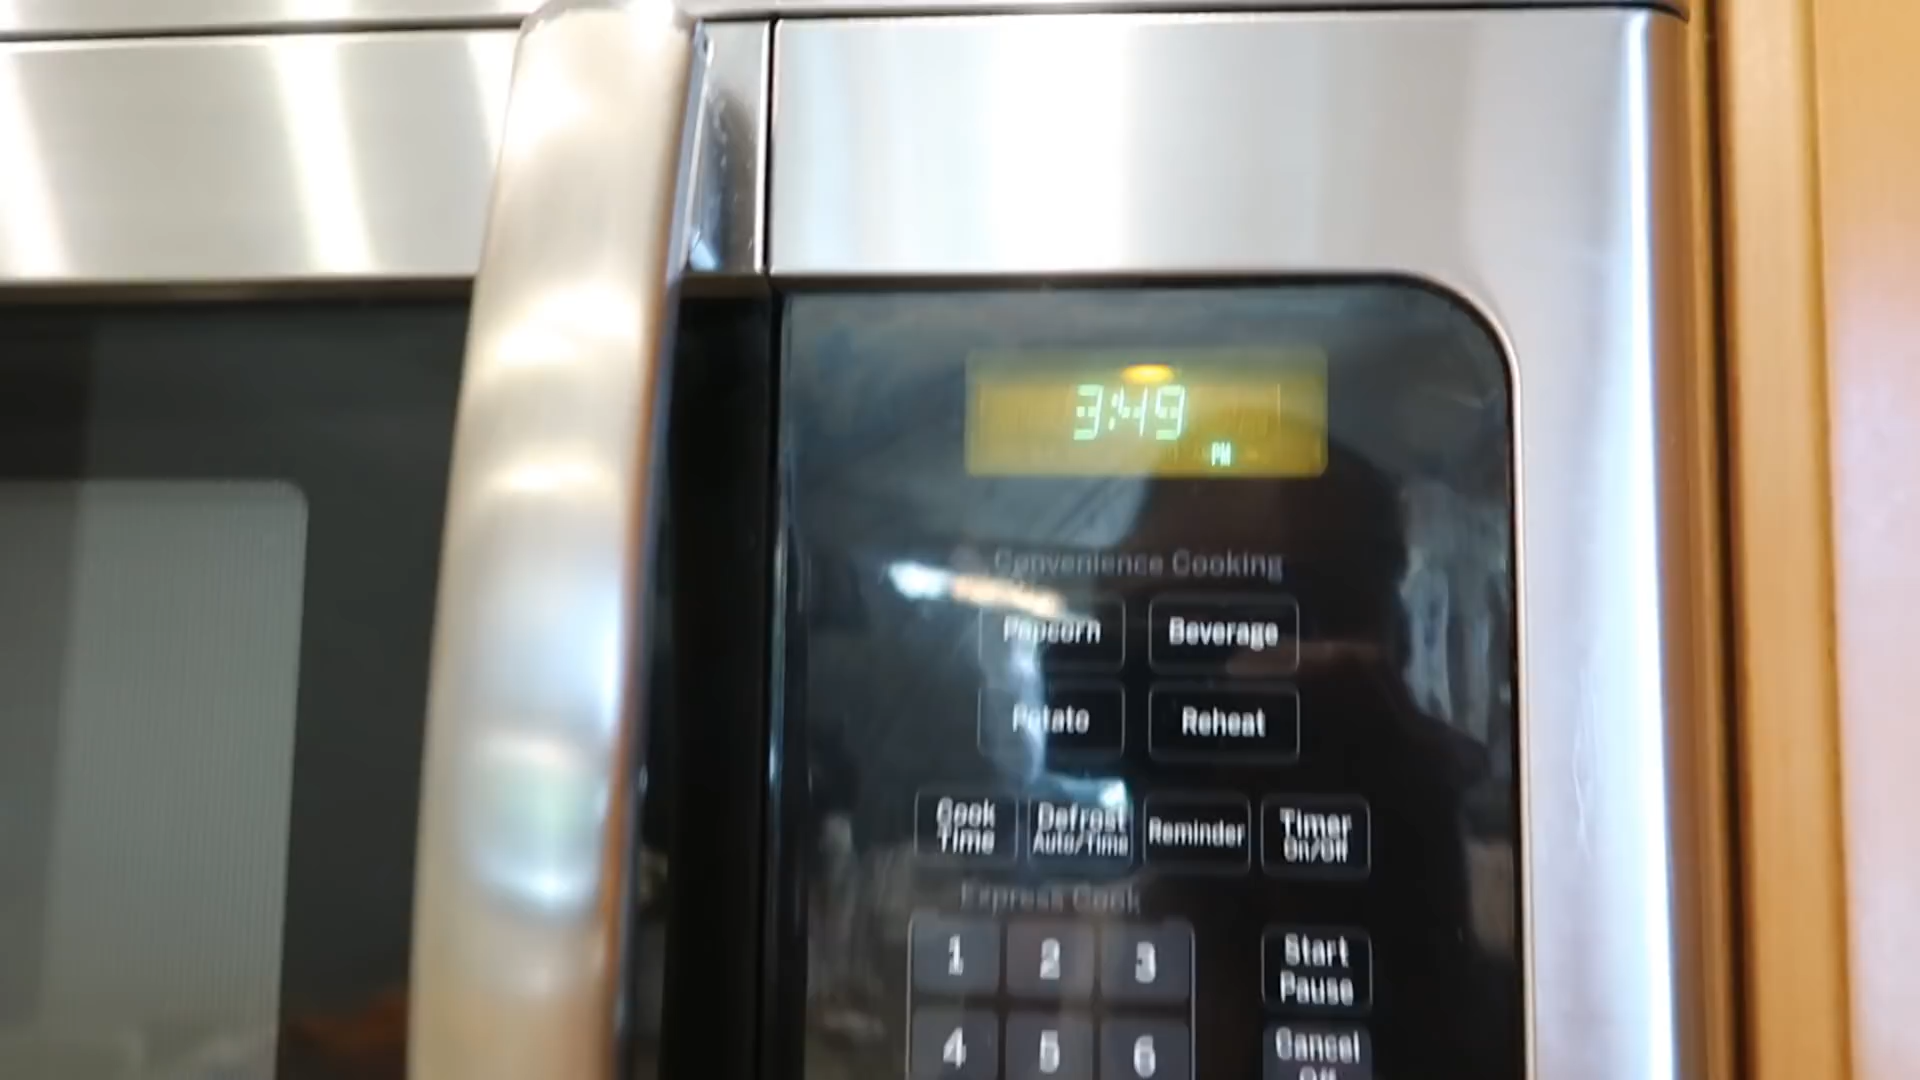 3:49
PM
Convenience Cooking
Popcorn
Beverage
Potato
Reheat
Cook
Time
Defrost
Auto/Time
Reminder
Timer
On/Off
Express Cook
1
2
3
Start
Pause
4
5
6
Cancel
Off